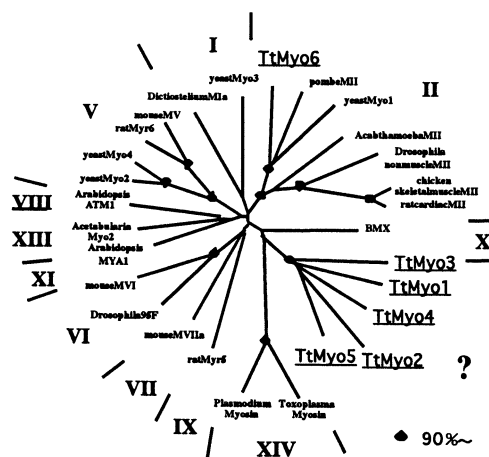 I
TtMyo6
yeastMyo3
pombeMII
II
DictiosteliumMIa
yeastMyo1
V
mouseMV
ratMyr6
AcabthamoebaMII
Drosophila
nonmuscleMII
yeastMyo4
yeastMyo2
chicken
skeletalmuscleMII
ratcardiacMII
VIII
Arabidopsis
ATM1
XIII
Acetabularia
Myo2
BMX
X
Arabidopsis
MYA1
XI
TtMyo3
mouseMVI
TtMyo1
Drosophila95F
TtMyo4
VI
mouseMVIIa
ratMyr5
TtMyo5
TtMyo2
?
VII
Plasmodium
Myosin
Toxoplasma
Myosin
IX
XIV
90%~